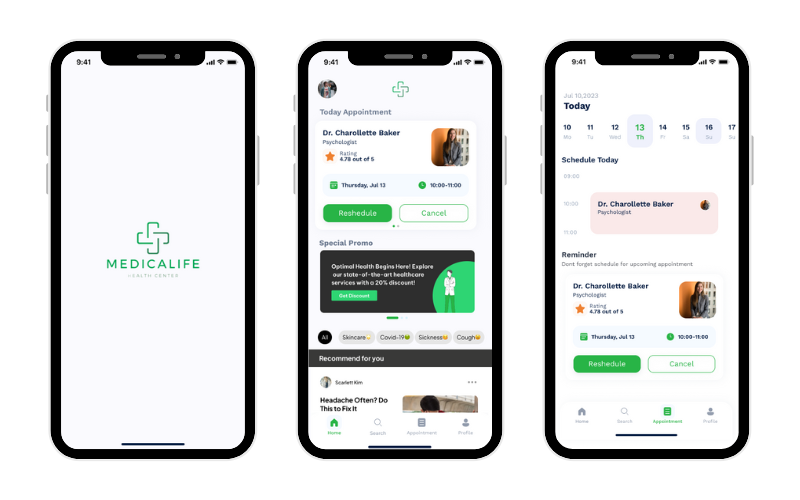 9:41
MEDICALIFE
HEALTH CENTER
9:41
Today Appointment
Dr. Charollette Baker
Psychologist
Rating
4.78 out of 5
Thursday, Jul 13
10:00-11:00
Reshedule
Cancel
Special Promo
Optimal Health Begins Here! Explore
our state-of-the-art healthcare
services with a 20% discount!
Get Discount
All
Skincare
Covid-19
Sickness
Cough
Recommend for you
Scarlett Kim
Headache Often? Do
This to Fix It
Home
Search
Appointment
Profile
9:41
Jul 10,2023
Today
10 11 12 13 14 15 16 17
Mo Tu Wed Th Fr Sa Su Su
Schedule Today
09:00
10:00
Dr. Charollette Baker
Psychologist
11:00
Reminder
Dont forget schedule for upcoming appointment
Dr. Charollette Baker
Psychologist
Rating
4.78 out of 5
Thursday, Jul 13
10:00-11:00
Reshedule
Cancel
Home
Search
Appointment
Profile